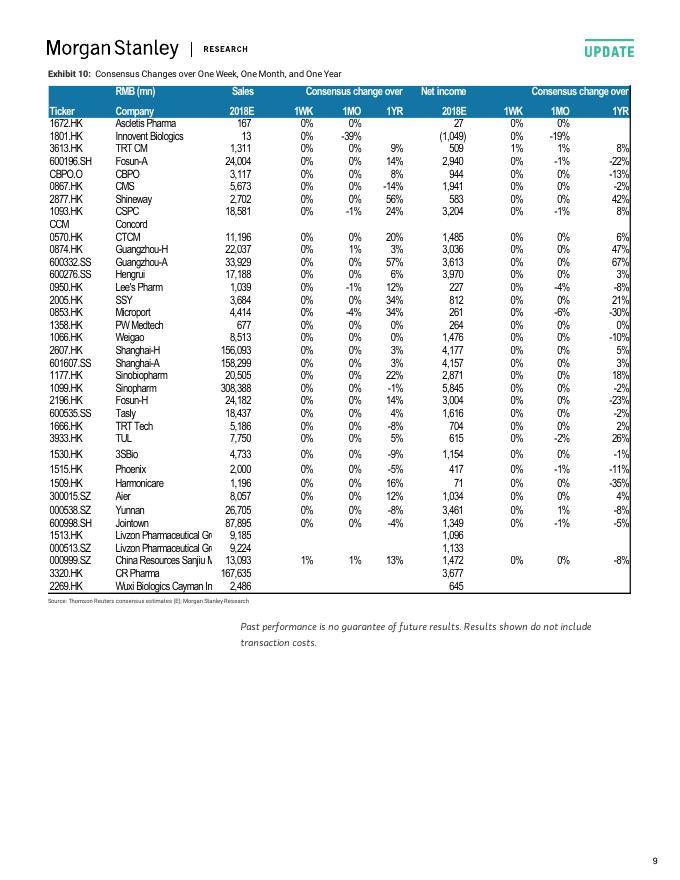 Morgan Stanley | RESEARCH
UPDATE
Exhibit 10: Consensus Changes over One Week, One Month, and One Year
RMB (mn) Sales Consensus change over Net income Consensus change over
Ticker Company 2018E 1WK 1MO 1YR 2018E 1WK 1MO 1YR
1672.HK Ascletis Pharma 167 0% 0% 27 0% 0%
1801.HK Innovent Biologics 13 0% -39% (1,049) 0% -19%
3613.HK TRT CM 1,311 0% 0% 9% 509 1% 1% 8%
600196.SH Fosun-A 24,004 0% 0% 14% 2,940 0% -1% -22%
CBPO.O CBPO 3,117 0% 0% 8% 944 0% 0% -13%
0867.HK CMS 5,673 0% 0% -14% 1,941 0% 0% -2%
2877.HK Shineway 2,702 0% 0% 56% 583 0% 0% 42%
1093.HK CSPC 18,581 0% -1% 24% 3,204 0% -1% 8%
CCM Concord
0570.HK CTCM 11,196 0% 0% 20% 1,485 0% 0% 6%
0874.HK Guangzhou-H 22,037 0% 1% 3% 3,036 0% 0% 47%
600332.SS Guangzhou-A 33,929 0% 0% 57% 3,613 0% 0% 67%
600276.SS Hengrui 17,188 0% 0% 6% 3,970 0% 0% 3%
0950.HK Lee's Pharm 1,039 0% -1% 12% 227 0% -4% -8%
2005.HK SSY 3,684 0% 0% 34% 812 0% 0% 21%
0853.HK Microport 4,414 0% -4% 34% 261 0% -6% -30%
1358.HK PW Medtech 677 0% 0% 0% 264 0% 0% 0%
1066.HK Weigao 8,513 0% 0% 0% 1,476 0% 0% -10%
2607.HK Shanghai-H 156,093 0% 0% 3% 4,177 0% 0% 5%
601607.SS Shanghai-A 158,299 0% 0% 3% 4,157 0% 0% 3%
1177.HK Sinobiopharm 20,505 0% 0% 22% 2,871 0% 0% 18%
1099.HK Sinopharm 308,388 0% 0% -1% 5,845 0% 0% -2%
2196.HK Fosun-H 24,182 0% 0% 14% 3,004 0% 0% -23%
600535.SS Tasly 18,437 0% 0% 4% 1,616 0% 0% -2%
1666.HK TRT Tech 5,186 0% 0% -8% 704 0% 0% 2%
3933.HK TUL 7,750 0% 0% 5% 615 0% -2% 26%
1530.HK 3SBio 4,733 0% 0% -9% 1,154 0% 0% -1%
1515.HK Phoenix 2,000 0% 0% -5% 417 0% -1% -11%
1509.HK Harmonicare 1,196 0% 0% 16% 71 0% 0% -35%
300015.SZ Aier 8,057 0% 0% 12% 1,034 0% 0% 4%
000538.SZ Yunnan 26,705 0% 0% -8% 3,461 0% 1% -8%
600998.SH Jointown 87,895 0% 0% -4% 1,349 0% -1% -5%
1513.HK Livzon Pharmaceutical Gr 9,185 1,096
000513.SZ Livzon Pharmaceutical Gr 9,224 1,133
000999.SZ China Resources Sanjiu M 13,093 1% 1% 13% 1,472 0% 0% -8%
3320.HK CR Pharma 167,635 3,677
2269.HK Wuxi Biologics Cayman In 2,486 645
Source: Thomson Reuters consensus estimates (E), Morgan Stanley Research
Past performance is no guarantee of future results. Results shown do not include
transaction costs.
9